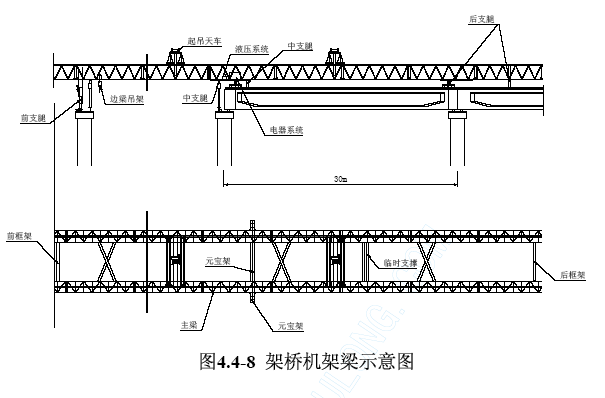 起吊天车
液压系统
中支腿
后支腿
前支腿
边梁吊架
中支腿
电器系统
30m
前框架
元宝架
临时支撑
后框架
主梁
元宝架
图4.4-8 架桥机架梁示意图